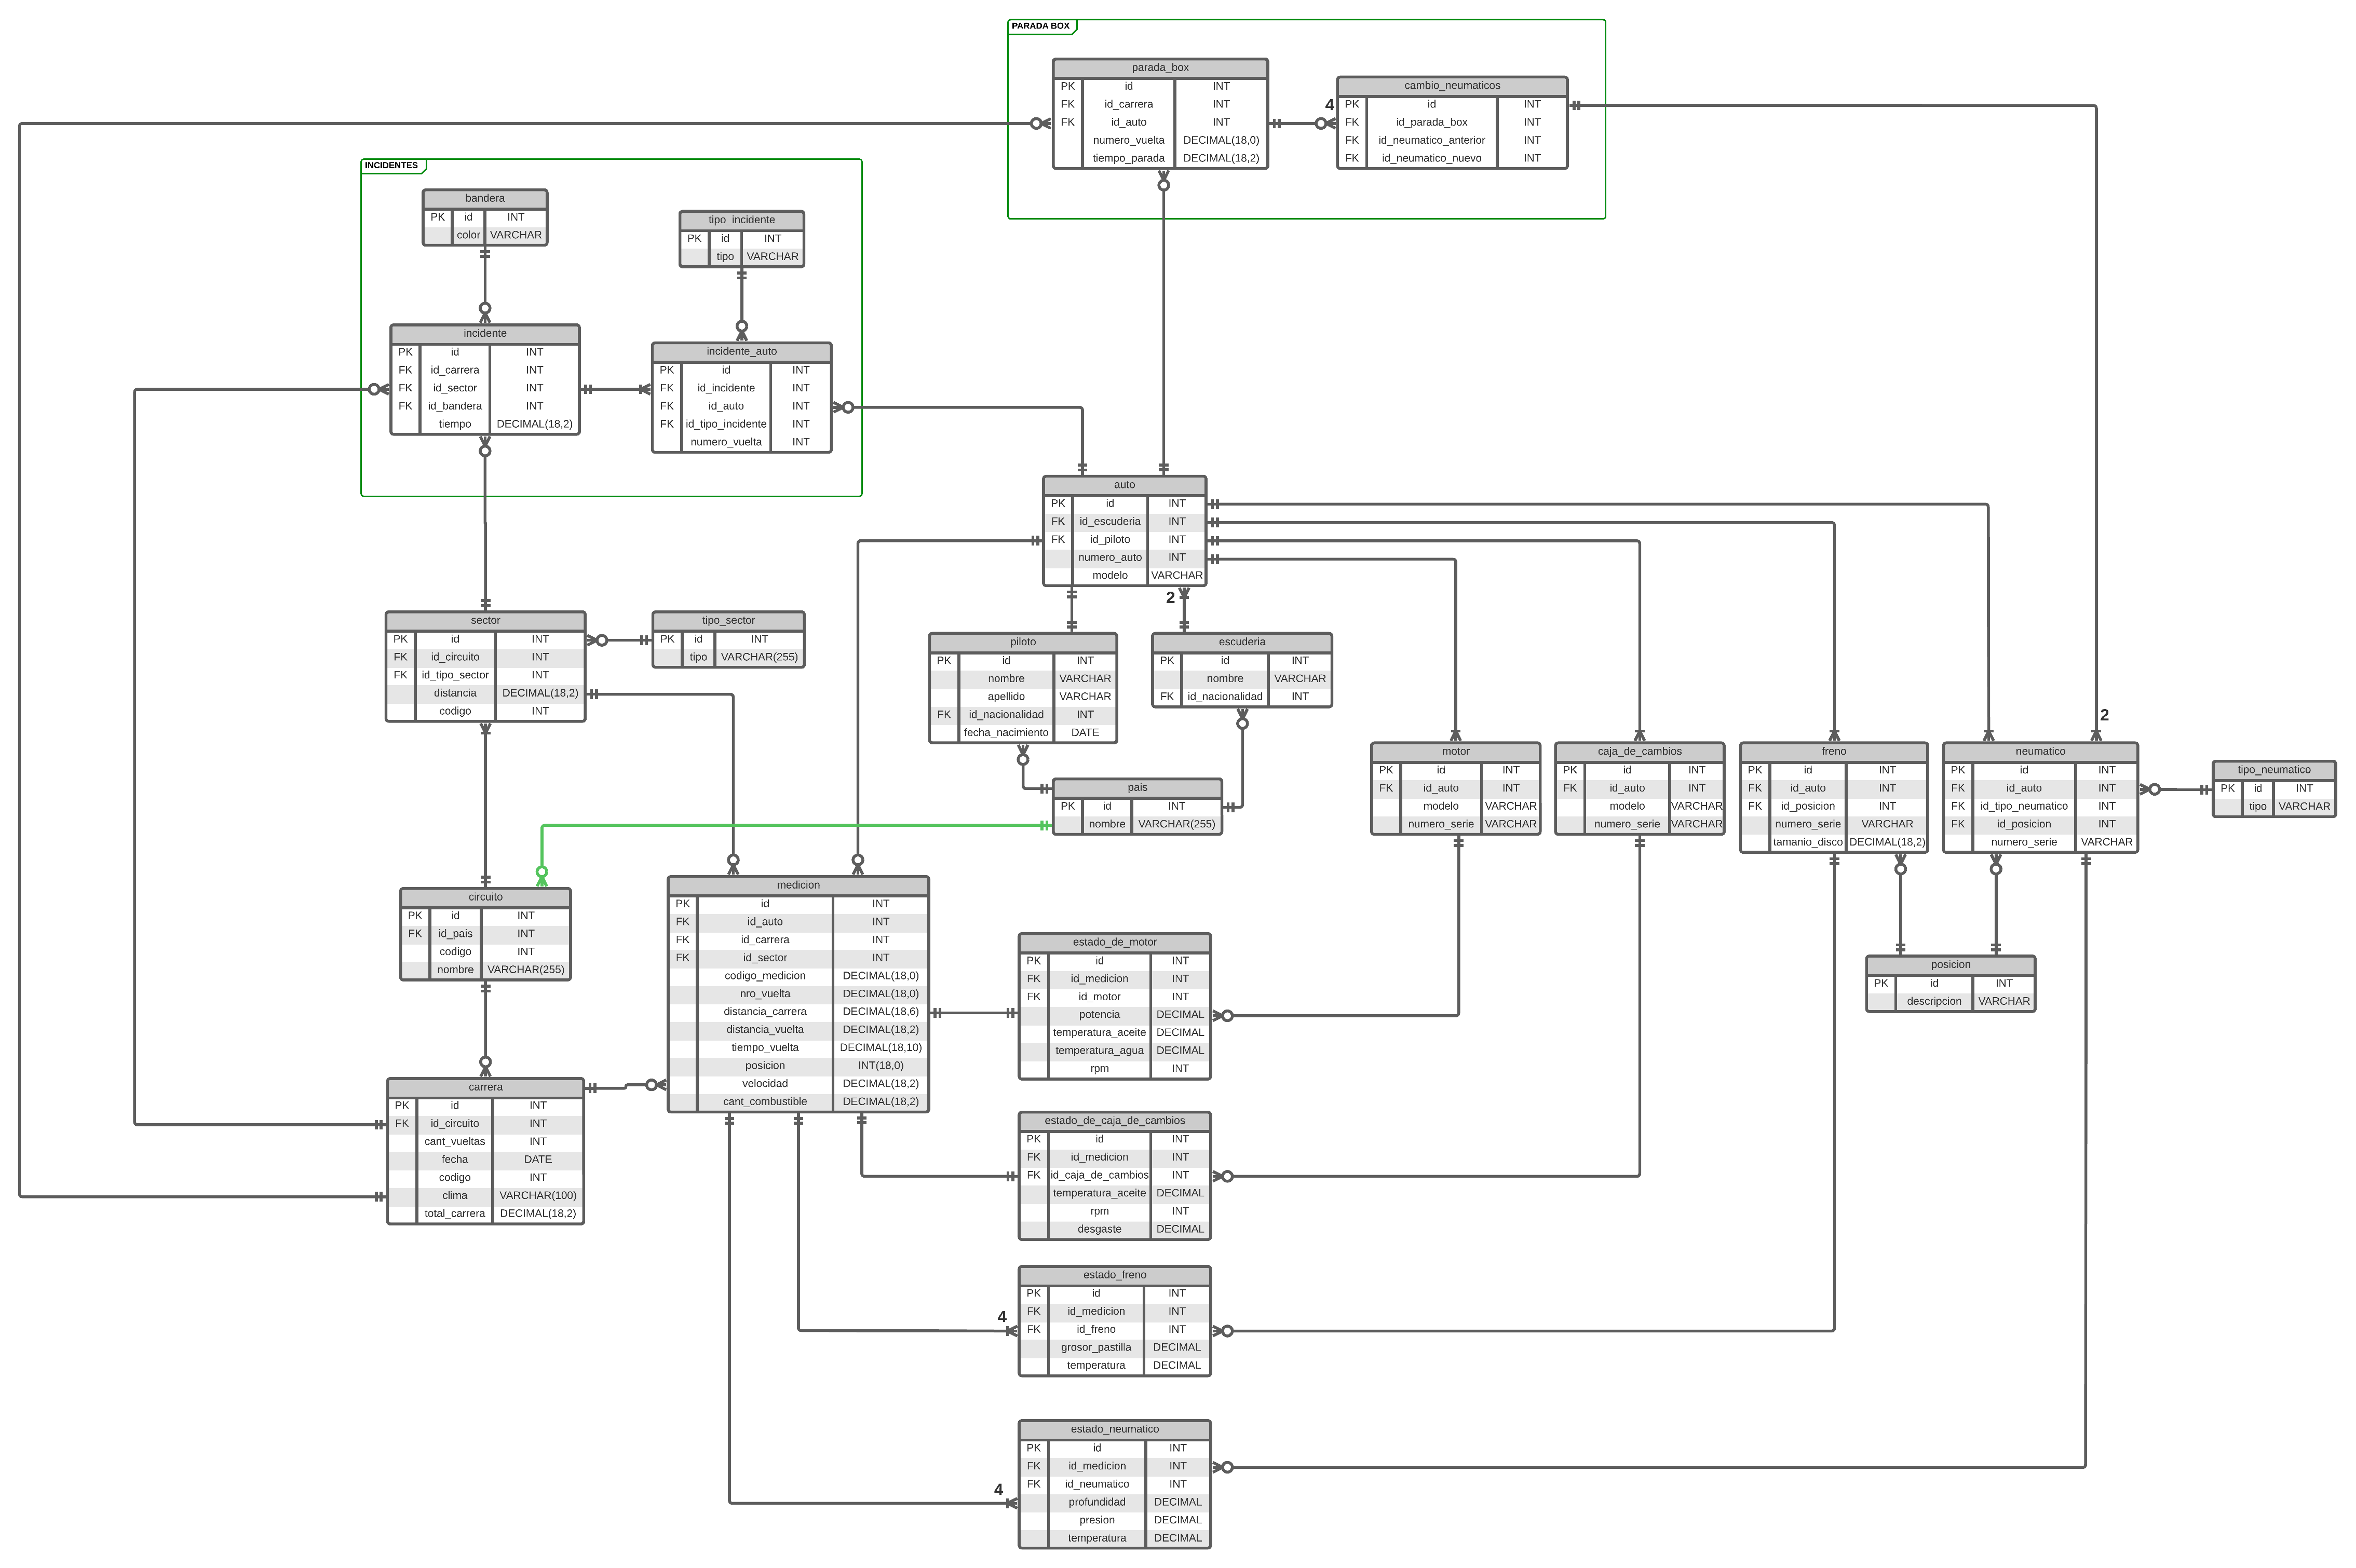 PARADA BOX
parada_box
PK id INT
FK id_carrera INT
FK id_auto INT
numero_vuelta DECIMAL(18,0)
tiempo_parada DECIMAL(18,2)
4
cambio_neumaticos
PK id INT
FK id_parada_box INT
FK id_neumatico_anterior INT
FK id_neumatico_nuevo INT
INCIDENTES
bandera
PK id INT
color VARCHAR
tipo_incidente
PK id INT
tipo VARCHAR
incidente
PK id INT
FK id_carrera INT
FK id_sector INT
FK id_bandera INT
tiempo DECIMAL(18,2)
incidente_auto
PK id INT
FK id_incidente INT
FK id_auto INT
FK id_tipo_incidente INT
numero_vuelta INT
auto
PK id INT
FK id_escuderia INT
FK id_piloto INT
numero_auto INT
modelo VARCHAR
2
sector
PK id INT
FK id_circuito INT
FK id_tipo_sector INT
distancia DECIMAL(18,2)
codigo INT
tipo_sector
PK id INT
tipo VARCHAR(255)
piloto
PK id INT
nombre VARCHAR
apellido VARCHAR
FK id_nacionalidad INT
fecha_nacimiento DATE
escuderia
PK id INT
nombre VARCHAR
FK id_nacionalidad INT
pais
PK id INT
nombre VARCHAR(255)
motor
PK id INT
FK id_auto INT
modelo VARCHAR
numero_serie VARCHAR
caja_de_cambios
PK id INT
FK id_auto INT
modelo VARCHAR
numero_serie VARCHAR
freno
PK id INT
FK id_auto INT
FK id_posicion INT
numero_serie VARCHAR
tamanio_disco DECIMAL(18,2)
2
neumatico
PK id INT
FK id_auto INT
FK id_tipo_neumatico INT
FK id_posicion INT
numero_serie VARCHAR
tipo_neumatico
PK id INT
tipo VARCHAR
circuito
PK id INT
FK id_pais INT
codigo INT
nombre VARCHAR(255)
medicion
PK id INT
FK id_auto INT
FK id_carrera INT
FK id_sector INT
codigo_medicion DECIMAL(18,0)
nro_vuelta DECIMAL(18,0)
distancia_carrera DECIMAL(18,6)
distancia_vuelta DECIMAL(18,2)
tiempo_vuelta DECIMAL(18,10)
posicion INT(18,0)
velocidad DECIMAL(18,2)
cant_combustible DECIMAL(18,2)
estado_de_motor
PK id INT
FK id_medicion INT
FK id_motor INT
potencia DECIMAL
temperatura_aceite DECIMAL
temperatura_agua DECIMAL
rpm INT
posicion
PK id INT
descripcion VARCHAR
carrera
PK id INT
FK id_circuito INT
cant_vueltas INT
fecha DATE
codigo INT
clima VARCHAR(100)
total_carrera DECIMAL(18,2)
estado_de_caja_de_cambios
PK id INT
FK id_medicion INT
FK id_caja_de_cambios INT
temperatura_aceite DECIMAL
rpm INT
desgaste DECIMAL
4
estado_freno
PK id INT
FK id_medicion INT
FK id_freno INT
grosor_pastilla DECIMAL
temperatura DECIMAL
4
estado_neumatico
PK id INT
FK id_medicion INT
FK id_neumatico INT
profundidad DECIMAL
presion DECIMAL
temperatura DECIMAL